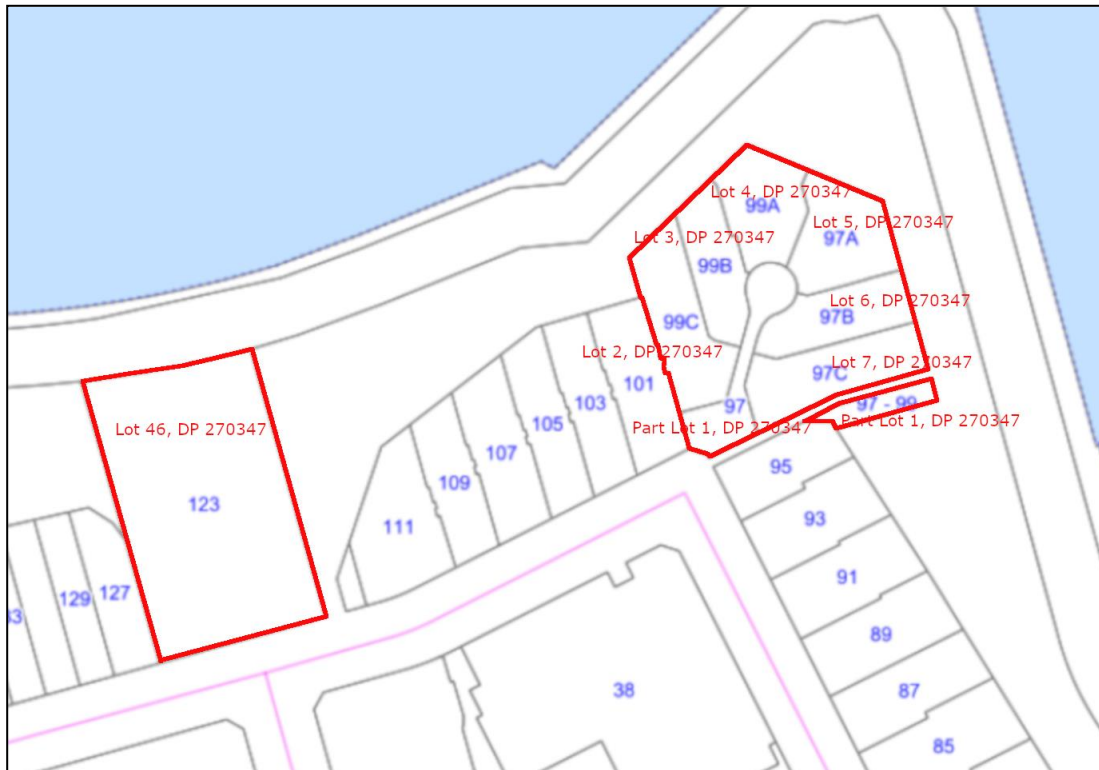 Lot 4, DP 270347
99A
Lot 5, DP 270347
97A
Lot 3, DP 270347
99B
Lot 6, DP 270347
97B
99C
Lot 2, DP 270347
Lot 7, DP 270347
97C
101
103
97
97 - 99
Part Lot 1, DP 270347
Part Lot 1, DP 270347
105
Lot 46, DP 270347
107
109
95
123
111
93
91
127
129
89
38
87
85